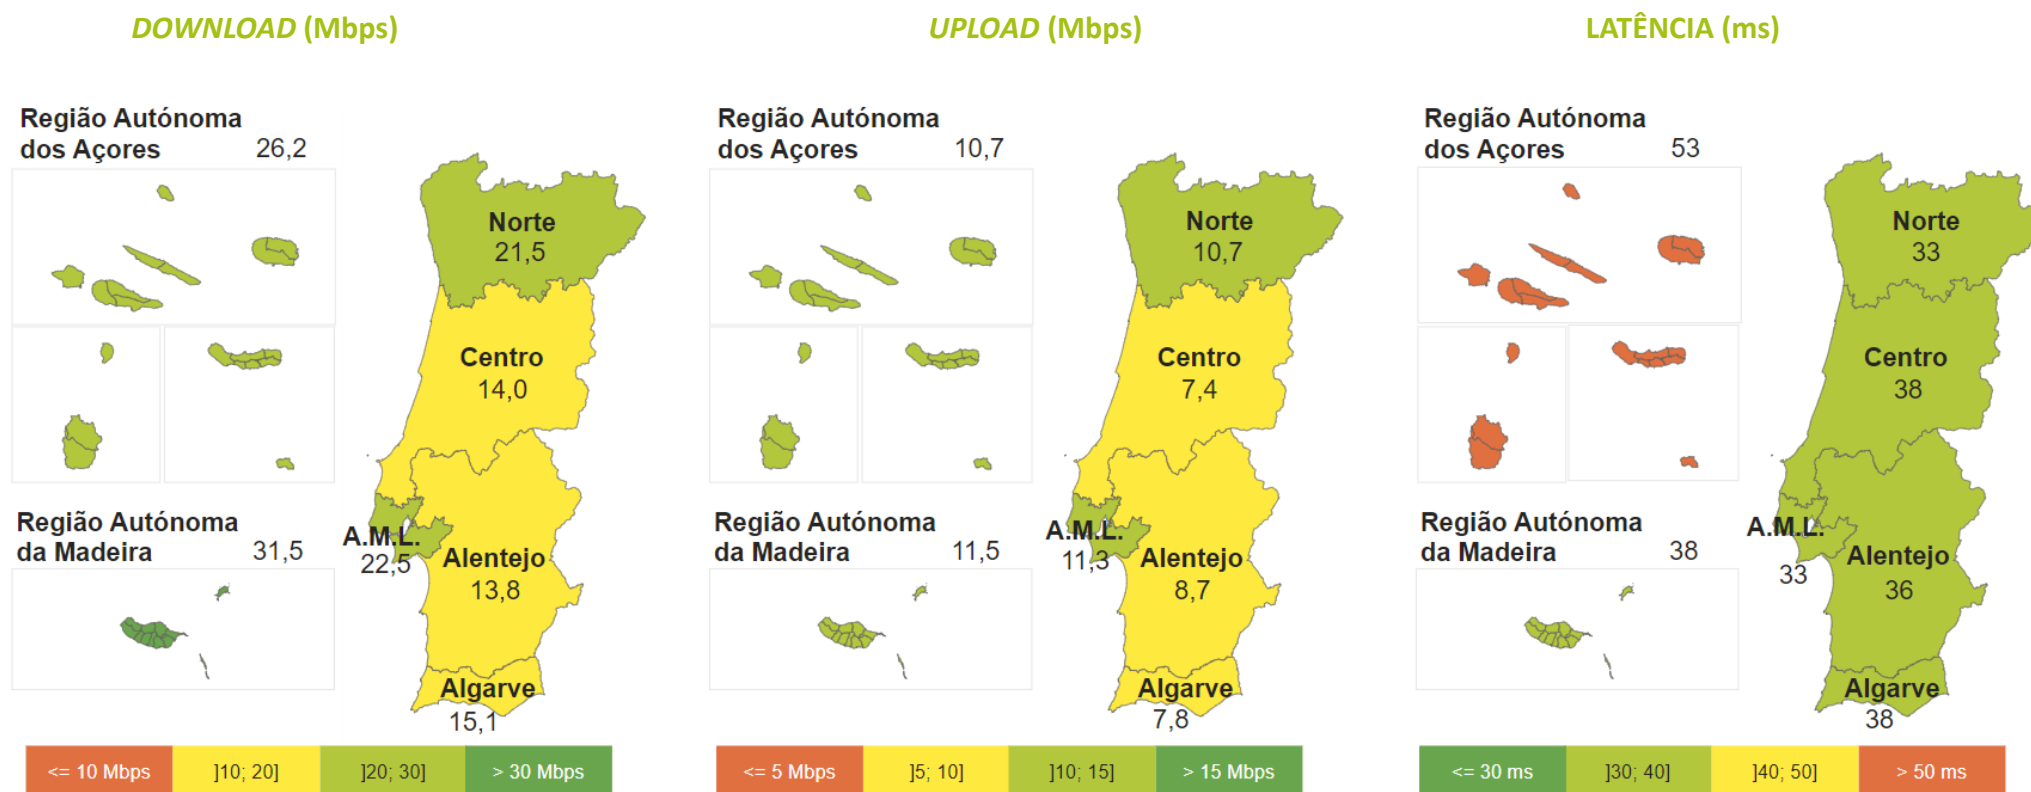 DOWNLOAD (Mbps)
Região Autónoma
dos Açores 26,2
Norte
21,5
Centro
14,0
Região Autónoma
da Madeira 31,5
A.M.L.
22,5
Alentejo
13,8
Algarve
15,1
<= 10 Mbps ]10; 20] ]20; 30] > 30 Mbps
UPLOAD (Mbps)
Região Autónoma
dos Açores 10,7
Norte
10,7
Centro
7,4
Região Autónoma
da Madeira 11,5
A.M.L.
11,3
Alentejo
8,7
Algarve
7,8
<= 5 Mbps ]5; 10] ]10; 15] > 15 Mbps
LATÊNCIA (ms)
Região Autónoma
dos Açores 53
Norte
33
Centro
38
Região Autónoma
da Madeira 38
A.M.L.
33
Alentejo
36
Algarve
38
<= 30 ms ]30; 40] ]40; 50] > 50 ms